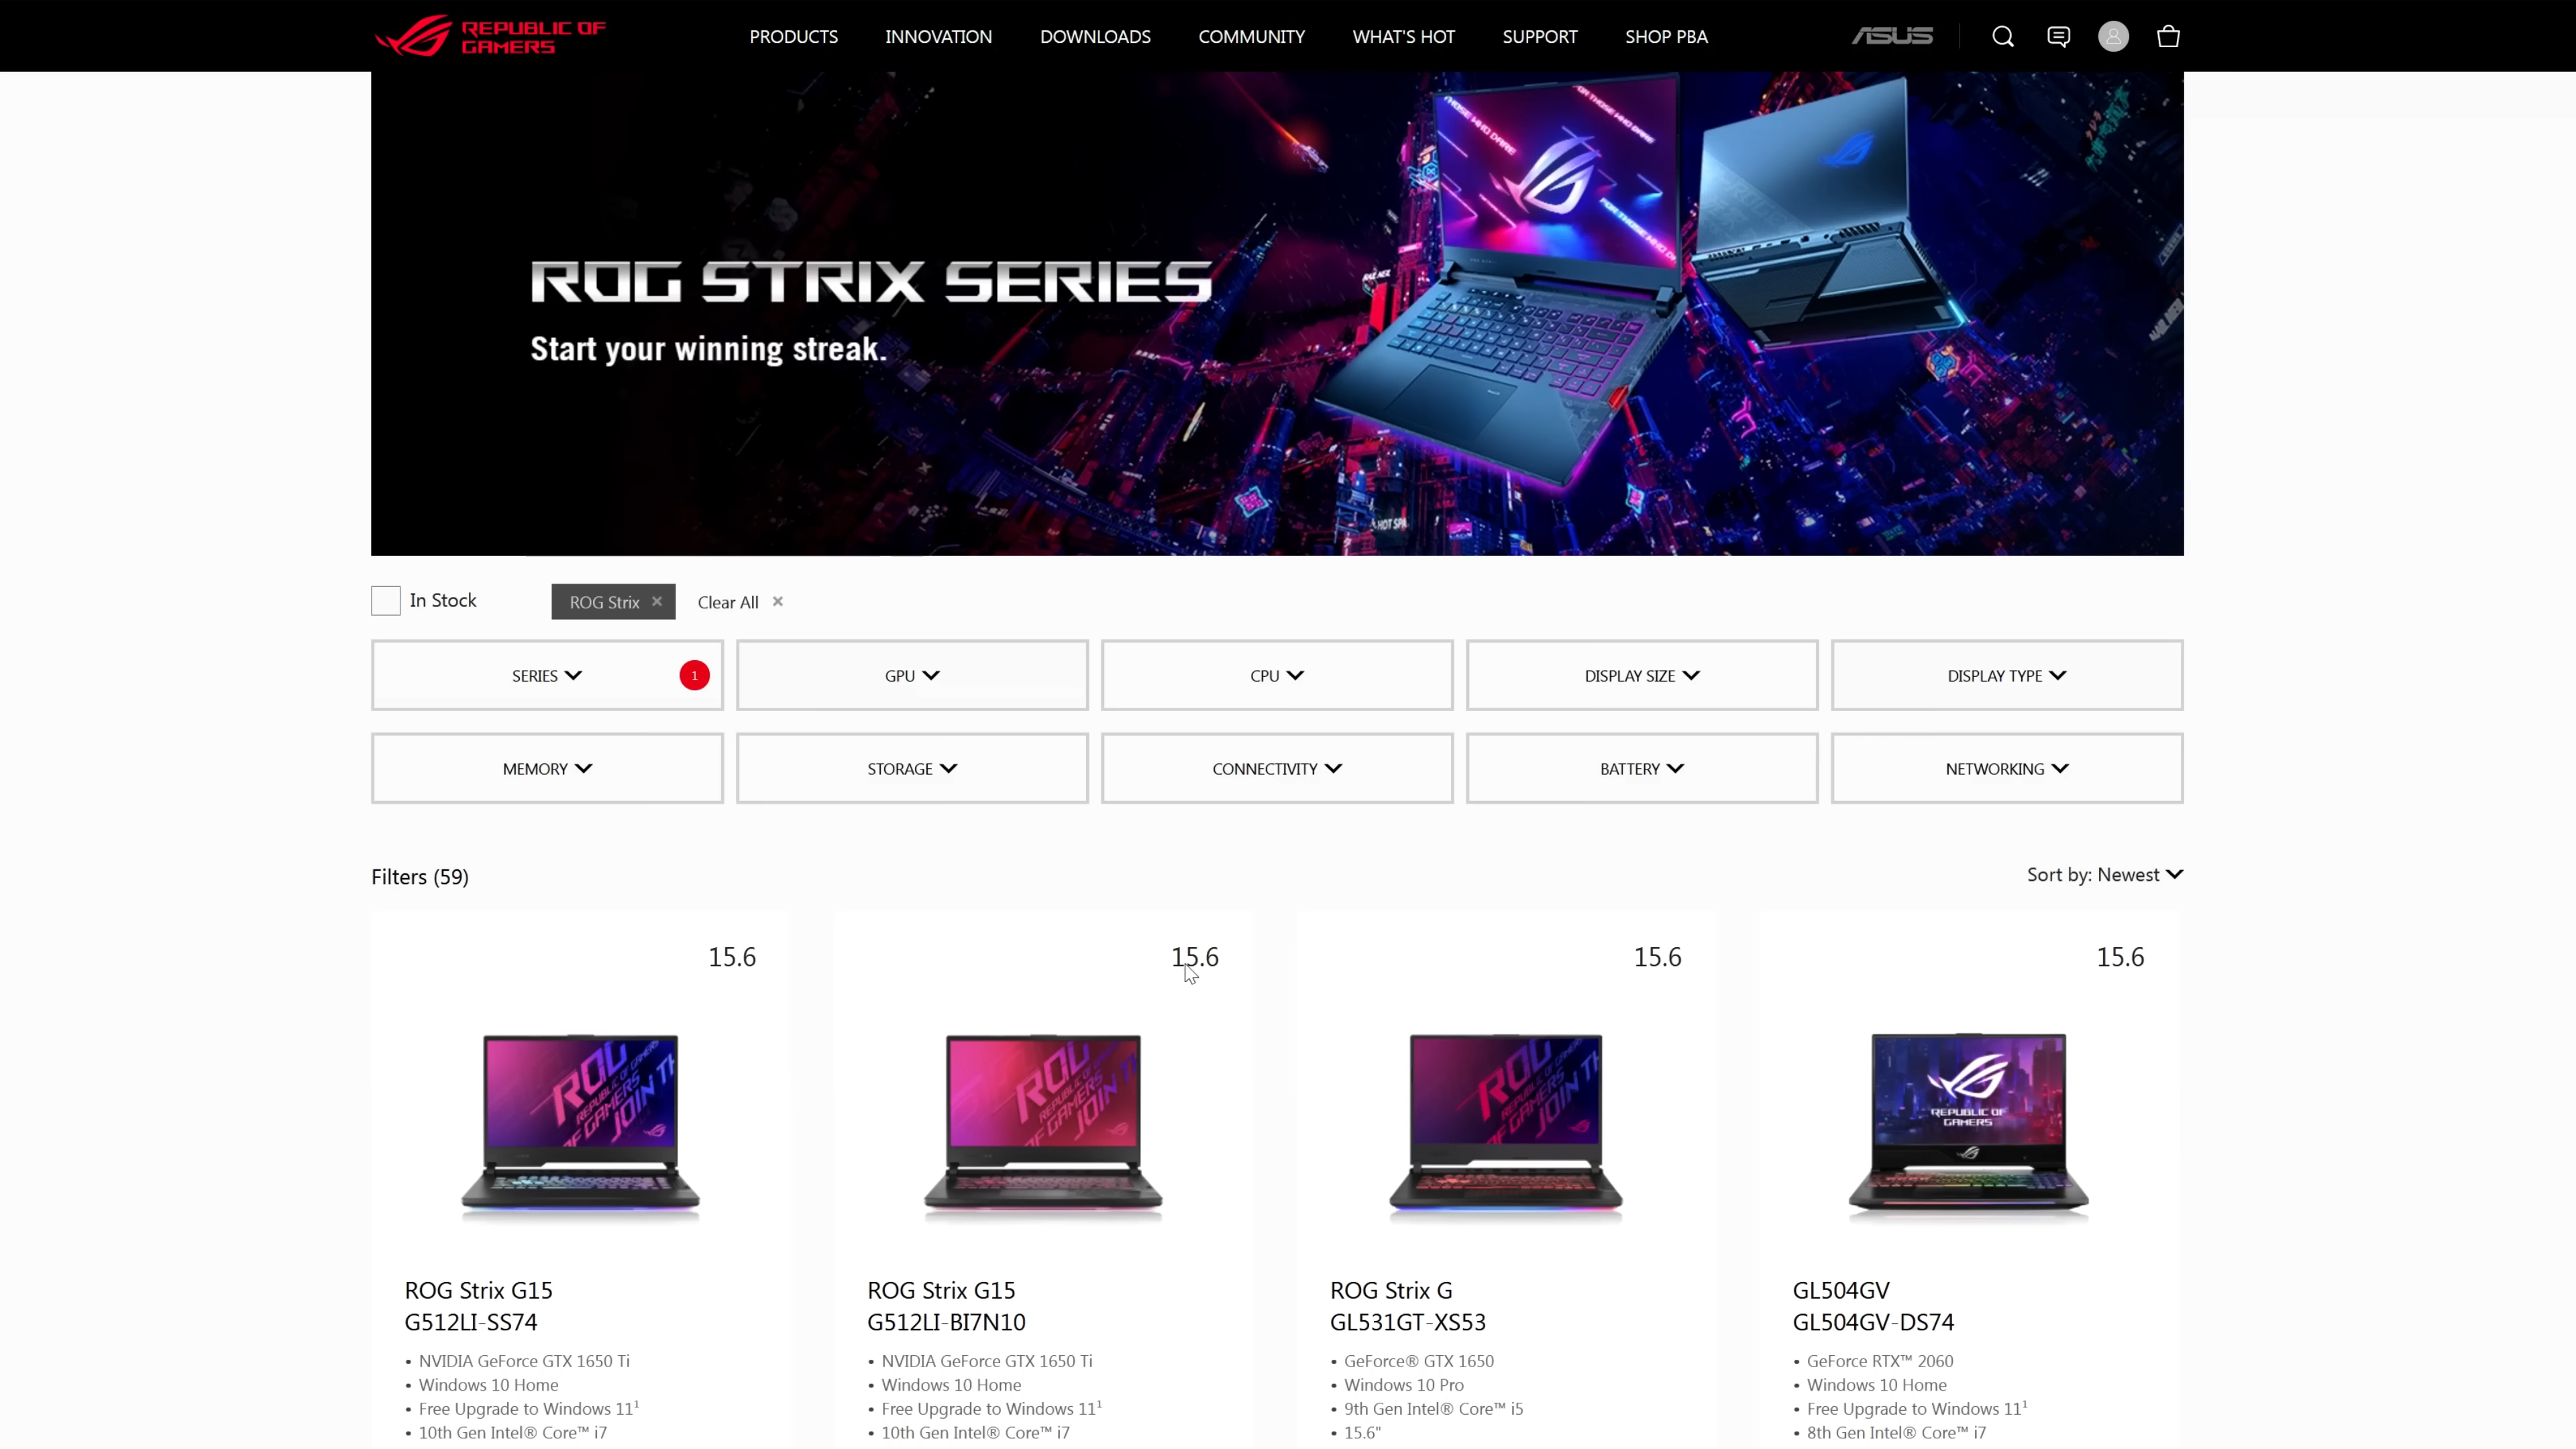 REPUBLIC OF
GAMERS
PRODUCTS INNOVATION DOWNLOADS COMMUNITY WHAT'S HOT SUPPORT SHOP PBA
ASUS
ROG STRIX SERIES
Start your winning streak.
In Stock ROG Strix × Clear All ×
SERIES 1 GPU CPU DISPLAY SIZE DISPLAY TYPE
MEMORY STORAGE CONNECTIVITY BATTERY NETWORKING
Filters (59)
Sort by: Newest
15.6 15.6 15.6 15.6
REPUBLIC OF
GAMERS
ROG Strix G15
G512LI-SS74
• NVIDIA GeForce GTX 1650 Ti
• Windows 10 Home
• Free Upgrade to Windows 11¹
• 10th Gen Intel® Core™ i7
ROG Strix G15
G512LI-BI7N10
• NVIDIA GeForce GTX 1650 Ti
• Windows 10 Home
• Free Upgrade to Windows 11¹
• 10th Gen Intel® Core™ i7
ROG Strix G
GL531GT-XS53
• GeForce® GTX 1650
• Windows 10 Pro
• 9th Gen Intel® Core™ i5
• 15.6"
GL504GV
GL504GV-DS74
• GeForce RTX™ 2060
• Windows 10 Home
• Free Upgrade to Windows 11¹
• 8th Gen Intel® Core™ i7